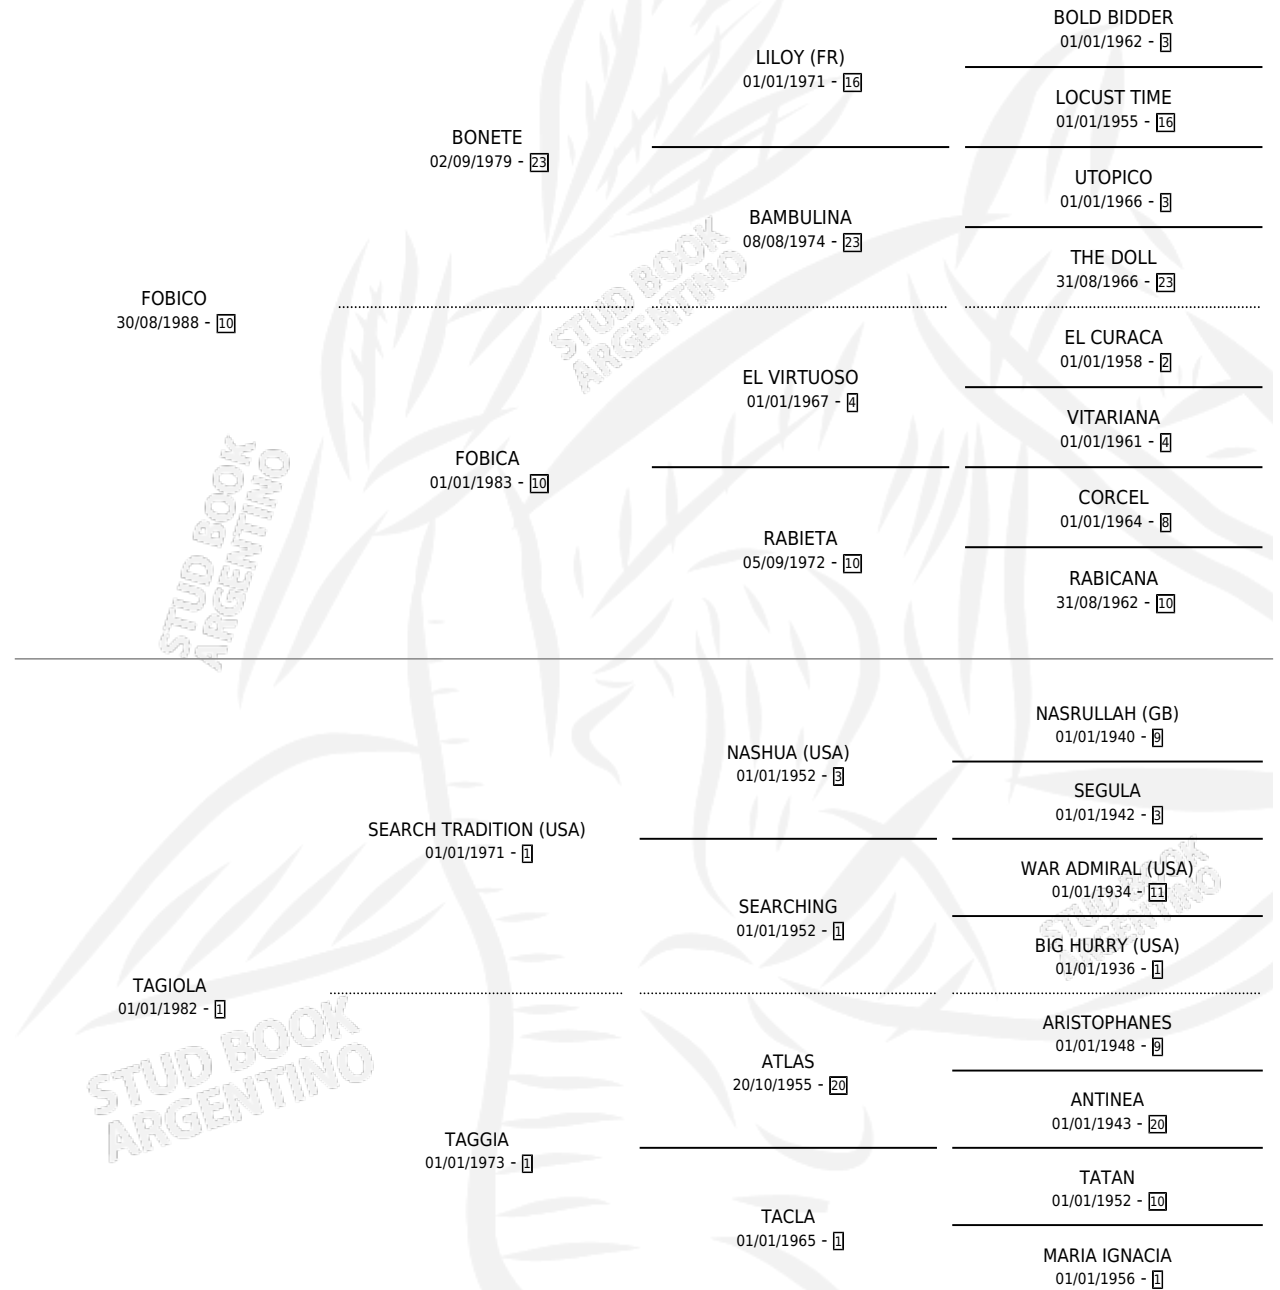 BOLD BIDDER
01/01/1962 - 3
LILOY (FR)
01/01/1971 - 16
LOCUST TIME
01/01/1955 - 16
BONETE
02/09/1979 - 23
UTOPICO
01/01/1966 - 3
BAMBULINA
08/08/1974 - 23
THE DOLL
31/08/1966 - 23
FOBICO
30/08/1988 - 10
EL CURACA
01/01/1958 - 2
EL VIRTUOSO
01/01/1967 - 4
VITARIANA
01/01/1961 - 4
FOBICA
01/01/1983 - 10
CORCEL
01/01/1964 - 8
RABIETA
05/09/1972 - 10
RABICANA
31/08/1962 - 10
NASRULLAH (GB)
01/01/1940 - 9
NASHUA (USA)
01/01/1952 - 3
SEGULA
01/01/1942 - 3
SEARCH TRADITION (USA)
01/01/1971 - 1
WAR ADMIRAL (USA)
01/01/1934 - 11
SEARCHING
01/01/1952 - 1
BIG HURRY (USA)
01/01/1936 - 1
TAGIOLA
01/01/1982 - 1
ARISTOPHANES
01/01/1948 - 9
ATLAS
20/10/1955 - 20
ANTINEA
01/01/1943 - 20
TAGGIA
01/01/1973 - 1
TATAN
01/01/1952 - 10
TACLA
01/01/1965 - 1
MARIA IGNACIA
01/01/1956 - 1
STUD BOOK
ARGENTINO
STUD BOOK
ARGENTINO
STUD BOOK
ARGENTINO
STUD BOOK
ARGENTINO